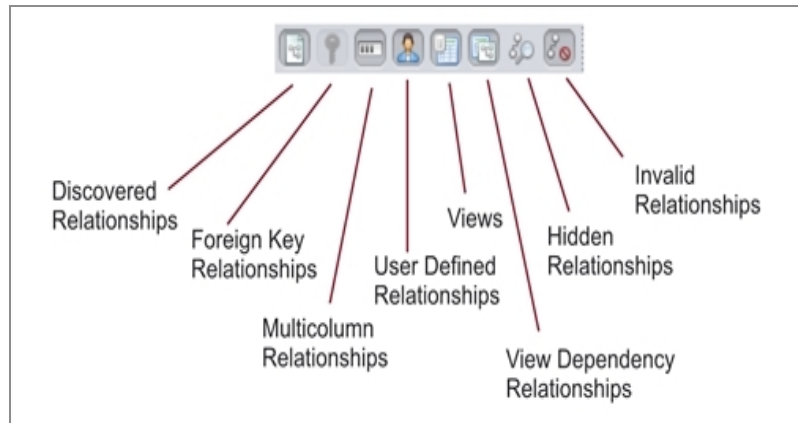 Discovered
Relationships
Foreign Key
Relationships
Multicolumn
Relationships
User Defined
Relationships
Views
View Dependency
Relationships
Hidden
Relationships
Invalid
Relationships